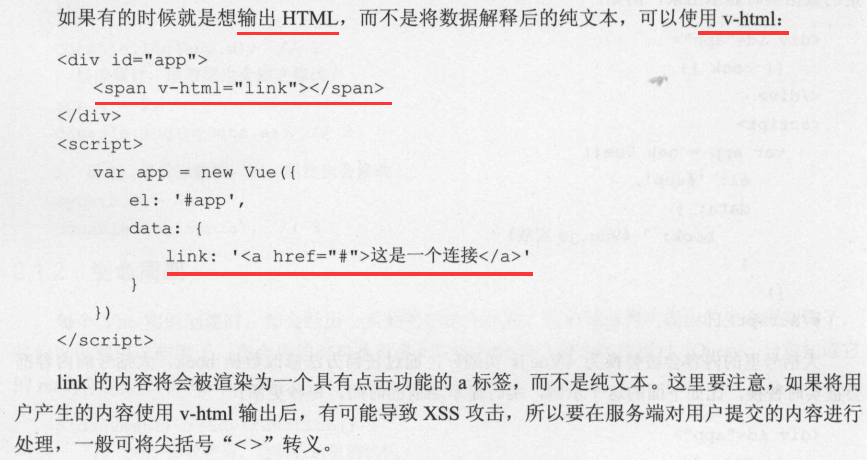 如果有的时候就是想输出 HTML，而不是将数据解释后的纯文本，可以使用 v-html：
<div id="app">
<span v-html="link"></span>
</div>
<script>
var app = new Vue({
el: '#app',
data: {
link: '<a href="#">这是一个连接</a>'
}
})
</script>
link 的内容将会被渲染为一个具有点击功能的 a 标签，而不是纯文本。这里要注意，如果将用
户产生的内容使用 v-html 输出后，有可能导致 XSS 攻击，所以要在服务端对用户提交的内容进行
处理，一般可将尖括号“<>”转义。